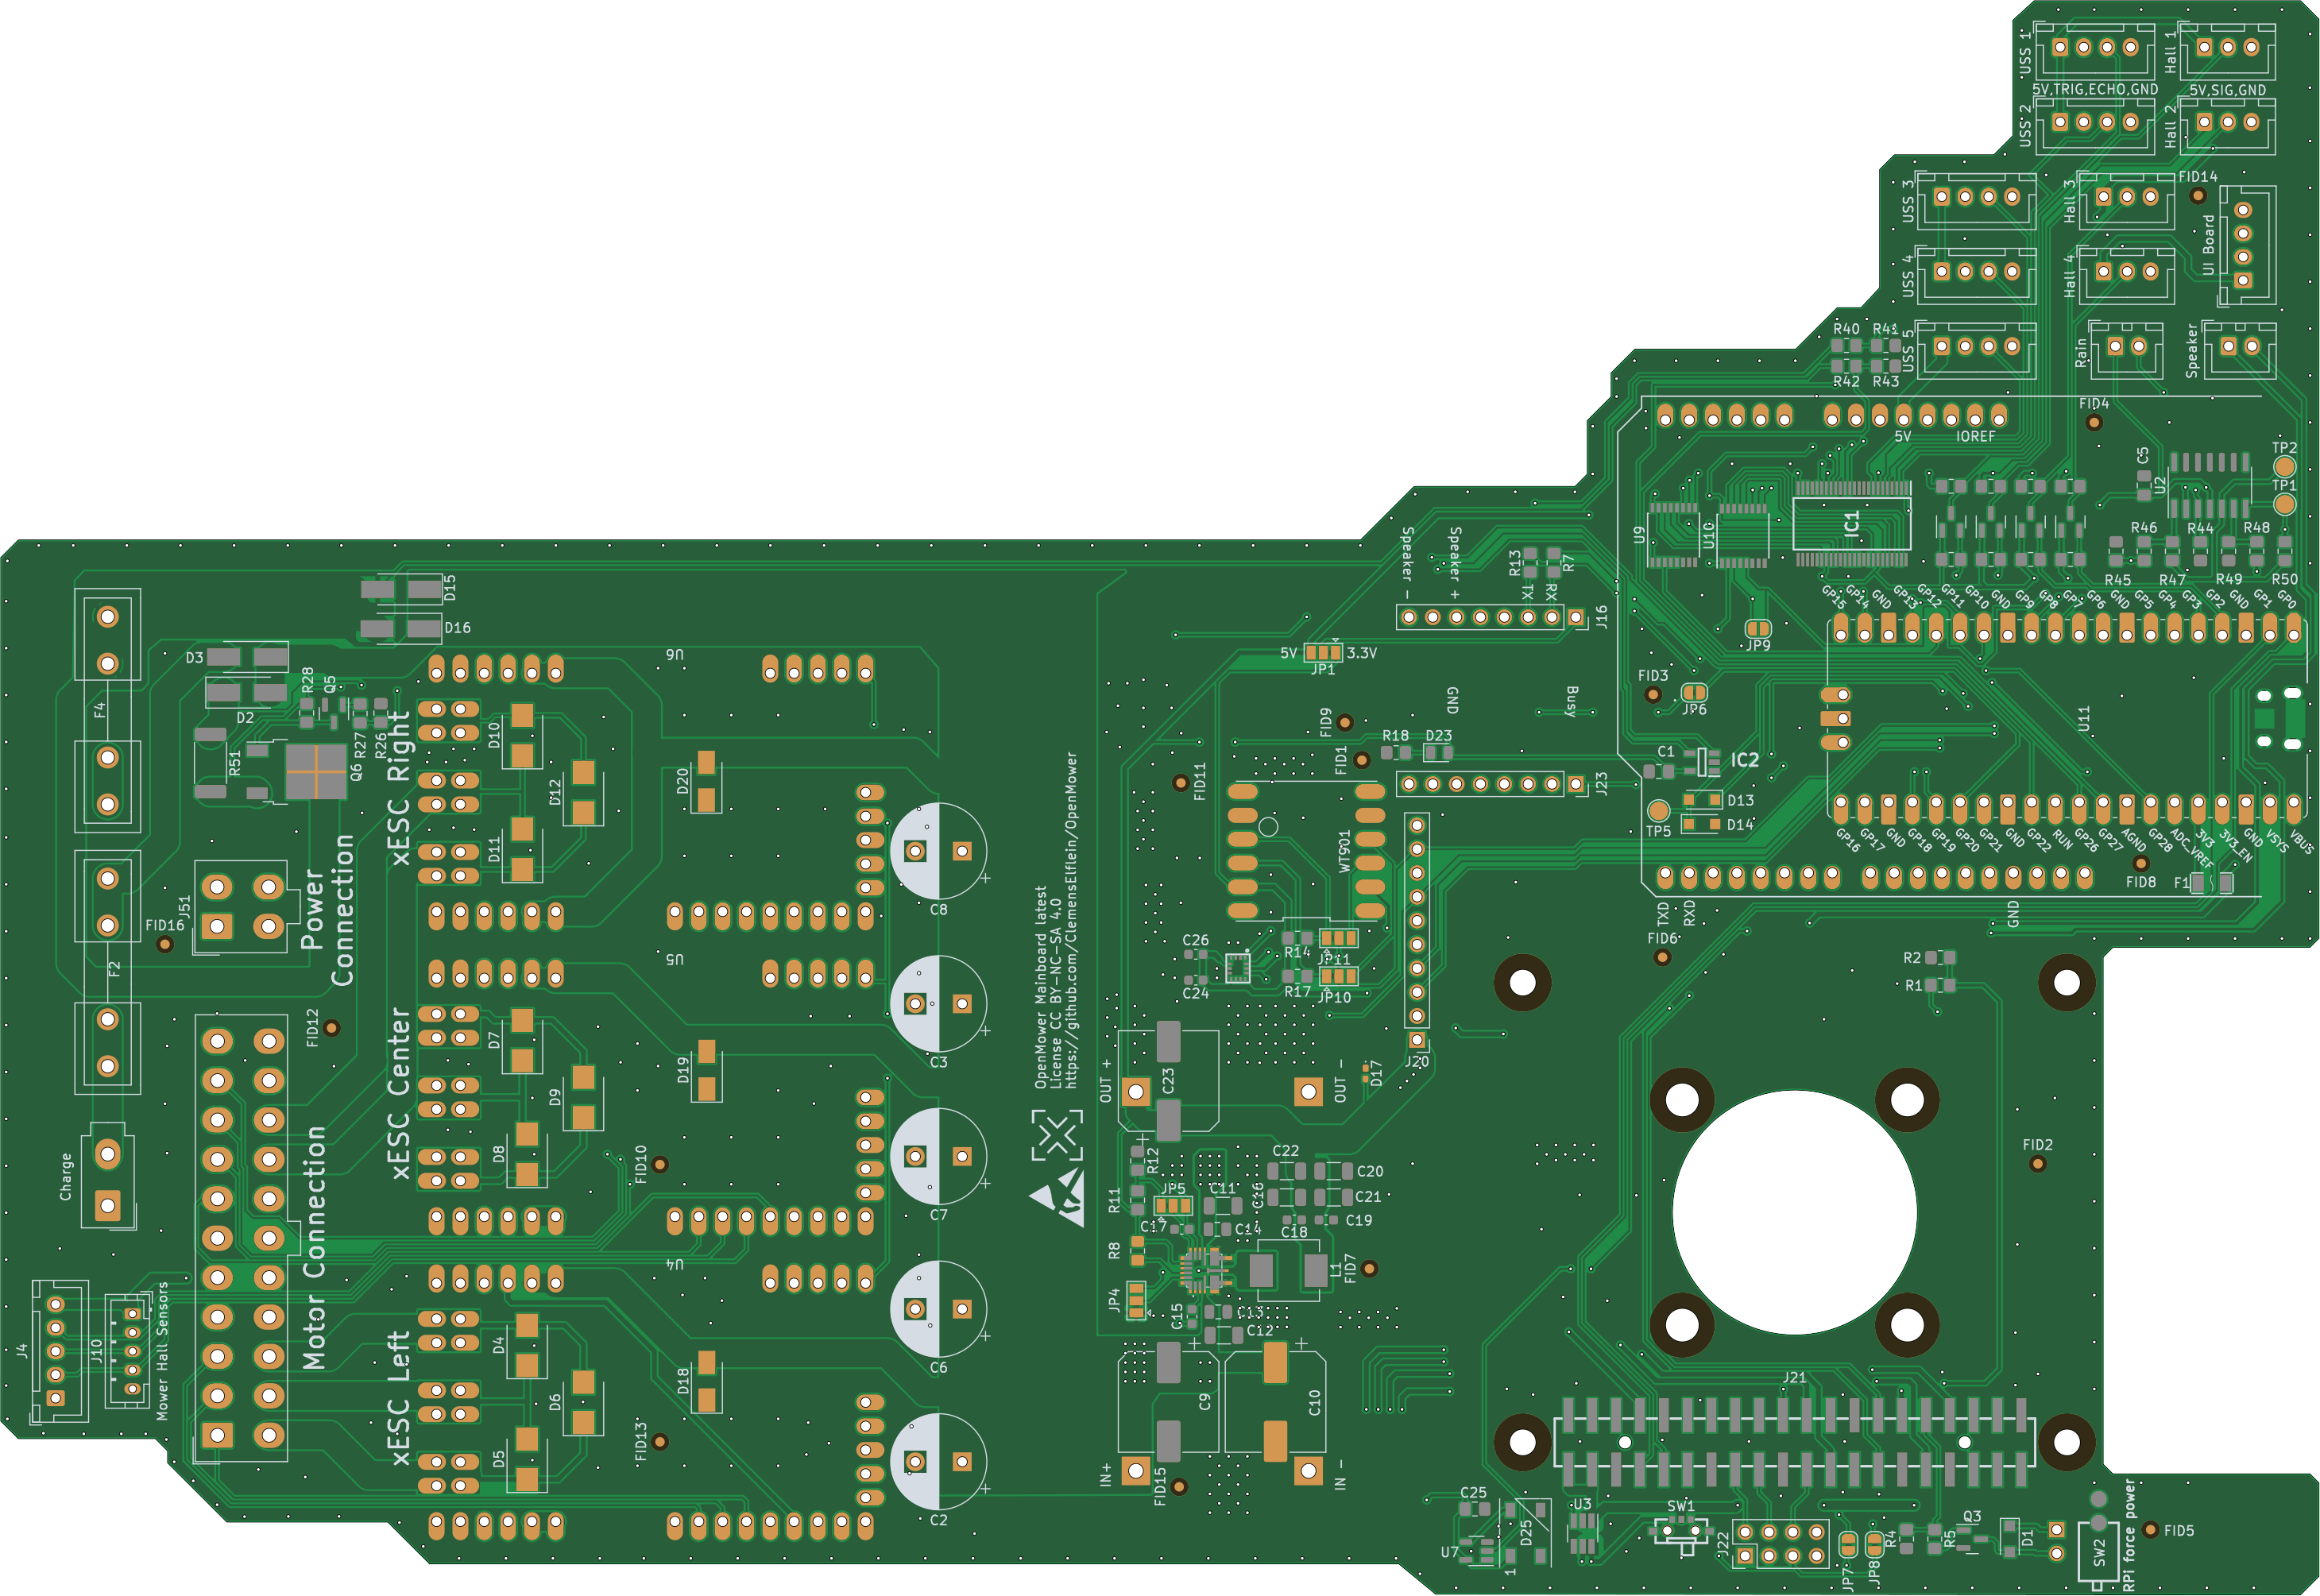 USS 1
Hall 1
5V,TRIG,ECHO,GND
5V,SIG,GND
USS 2
Hall 2
FID14
USS 3
Hall 3
UI Board
USS 4
Hall 4
R40
R41
USS 5
Rain
Speaker
R42
R43
FID4
5V
IOREF
TP2
C5
U2
TP1
Speaker -
Speaker +
U9
U10
IC1
R46
R44
R48
R13
R7
TX
RX
R45
R47
R49
R50
D15
J16
GP15
GP14
GND
GP13
GP12
GP11
GP10
GND
GP9
GP8
GP7
GP6
GND
GP5
GP4
GP3
GP2
GND
GP1
GP0
D16
D3
U6
5V
3.3V
JP1
JP9
R28
Q5
FID3
F4
D2
GND
Busy
JP6
U11
R27
R26
xESC Right
D10
FID9
R18
D23
FID1
C1
IC2
R51
Q6
D12
D20
FID11
J23
D13
TP5
D14
D11
WT901
GP16
GP17
GND
GP18
GP19
GP20
GP21
GND
GP22
RUN
GP26
GP27
AGND
GP28
ADC_VREF
3V3
3V3_EN
GND
VSYS
VBUS
FID8
F1
J51
Power
Connection
C8
TXD
RXD
GND
FID16
FID6
F2
U5
C26
R14
JP11
R2
C24
R17
JP10
R1
FID12
xESC Center
D7
D19
C3
OpenMower Mainboard latest
License CC BY-NC-SA 4.0
https://github.com/ClemensElflein/OpenMower
J20
OUT +
C23
OUT -
D17
D9
Charge
D8
FID10
C7
R12
C22
C20
FID2
R11
JP5
C11
C16
C21
C17
C14
C18
C19
Motor Connection
R8
U4
L1
FID7
JP4
C15
C13
C12
J4
J10
Mower Hall Sensors
xESC Left
D4
D18
C6
D6
C9
C10
J21
D5
FID13
IN+
FID15
IN -
C2
C25
U7
D25
1
U3
SW1
J22
JP7
JP8
R4
R5
Q3
D1
SW2
RPi force power
FID5